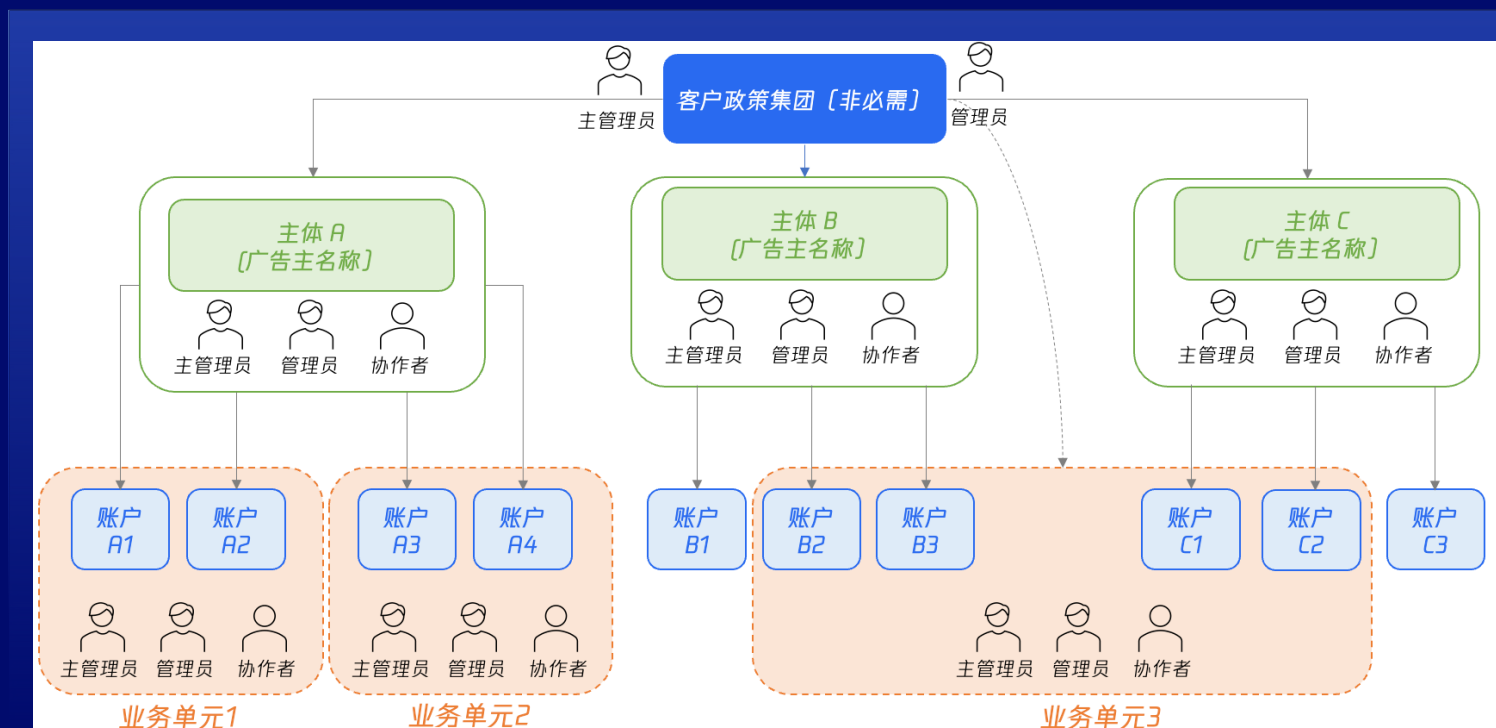 客户政策集团（非必需）
主管理员
管理员
主体 A
(广告主名称)
主管理员
管理员
协作者
主体 B
(广告主名称)
主管理员
管理员
协作者
主体 C
(广告主名称)
主管理员
管理员
协作者
账户
A1
账户
A2
账户
A3
账户
A4
账户
B1
账户
B2
账户
B3
账户
C1
账户
C2
账户
C3
主管理员
管理员
协作者
主管理员
管理员
协作者
主管理员
管理员
协作者
业务单元1
业务单元2
业务单元3